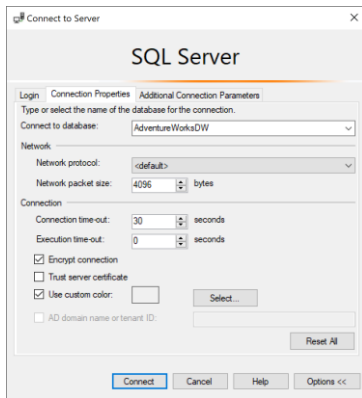 Connect to Server
SQL Server
Login Connection Properties Additional Connection Parameters
Type or select the name of the database for the connection.
Connect to database: AdventureWorksDW
Network
Network protocol: <default>
Network packet size: 4096 bytes
Connection
Connection time-out: 30 seconds
Execution time-out: 0 seconds
Encrypt connection
Trust server certificate
Use custom color: Select...
AD domain name or tenant ID:
Reset All
Connect Cancel Help Options <<